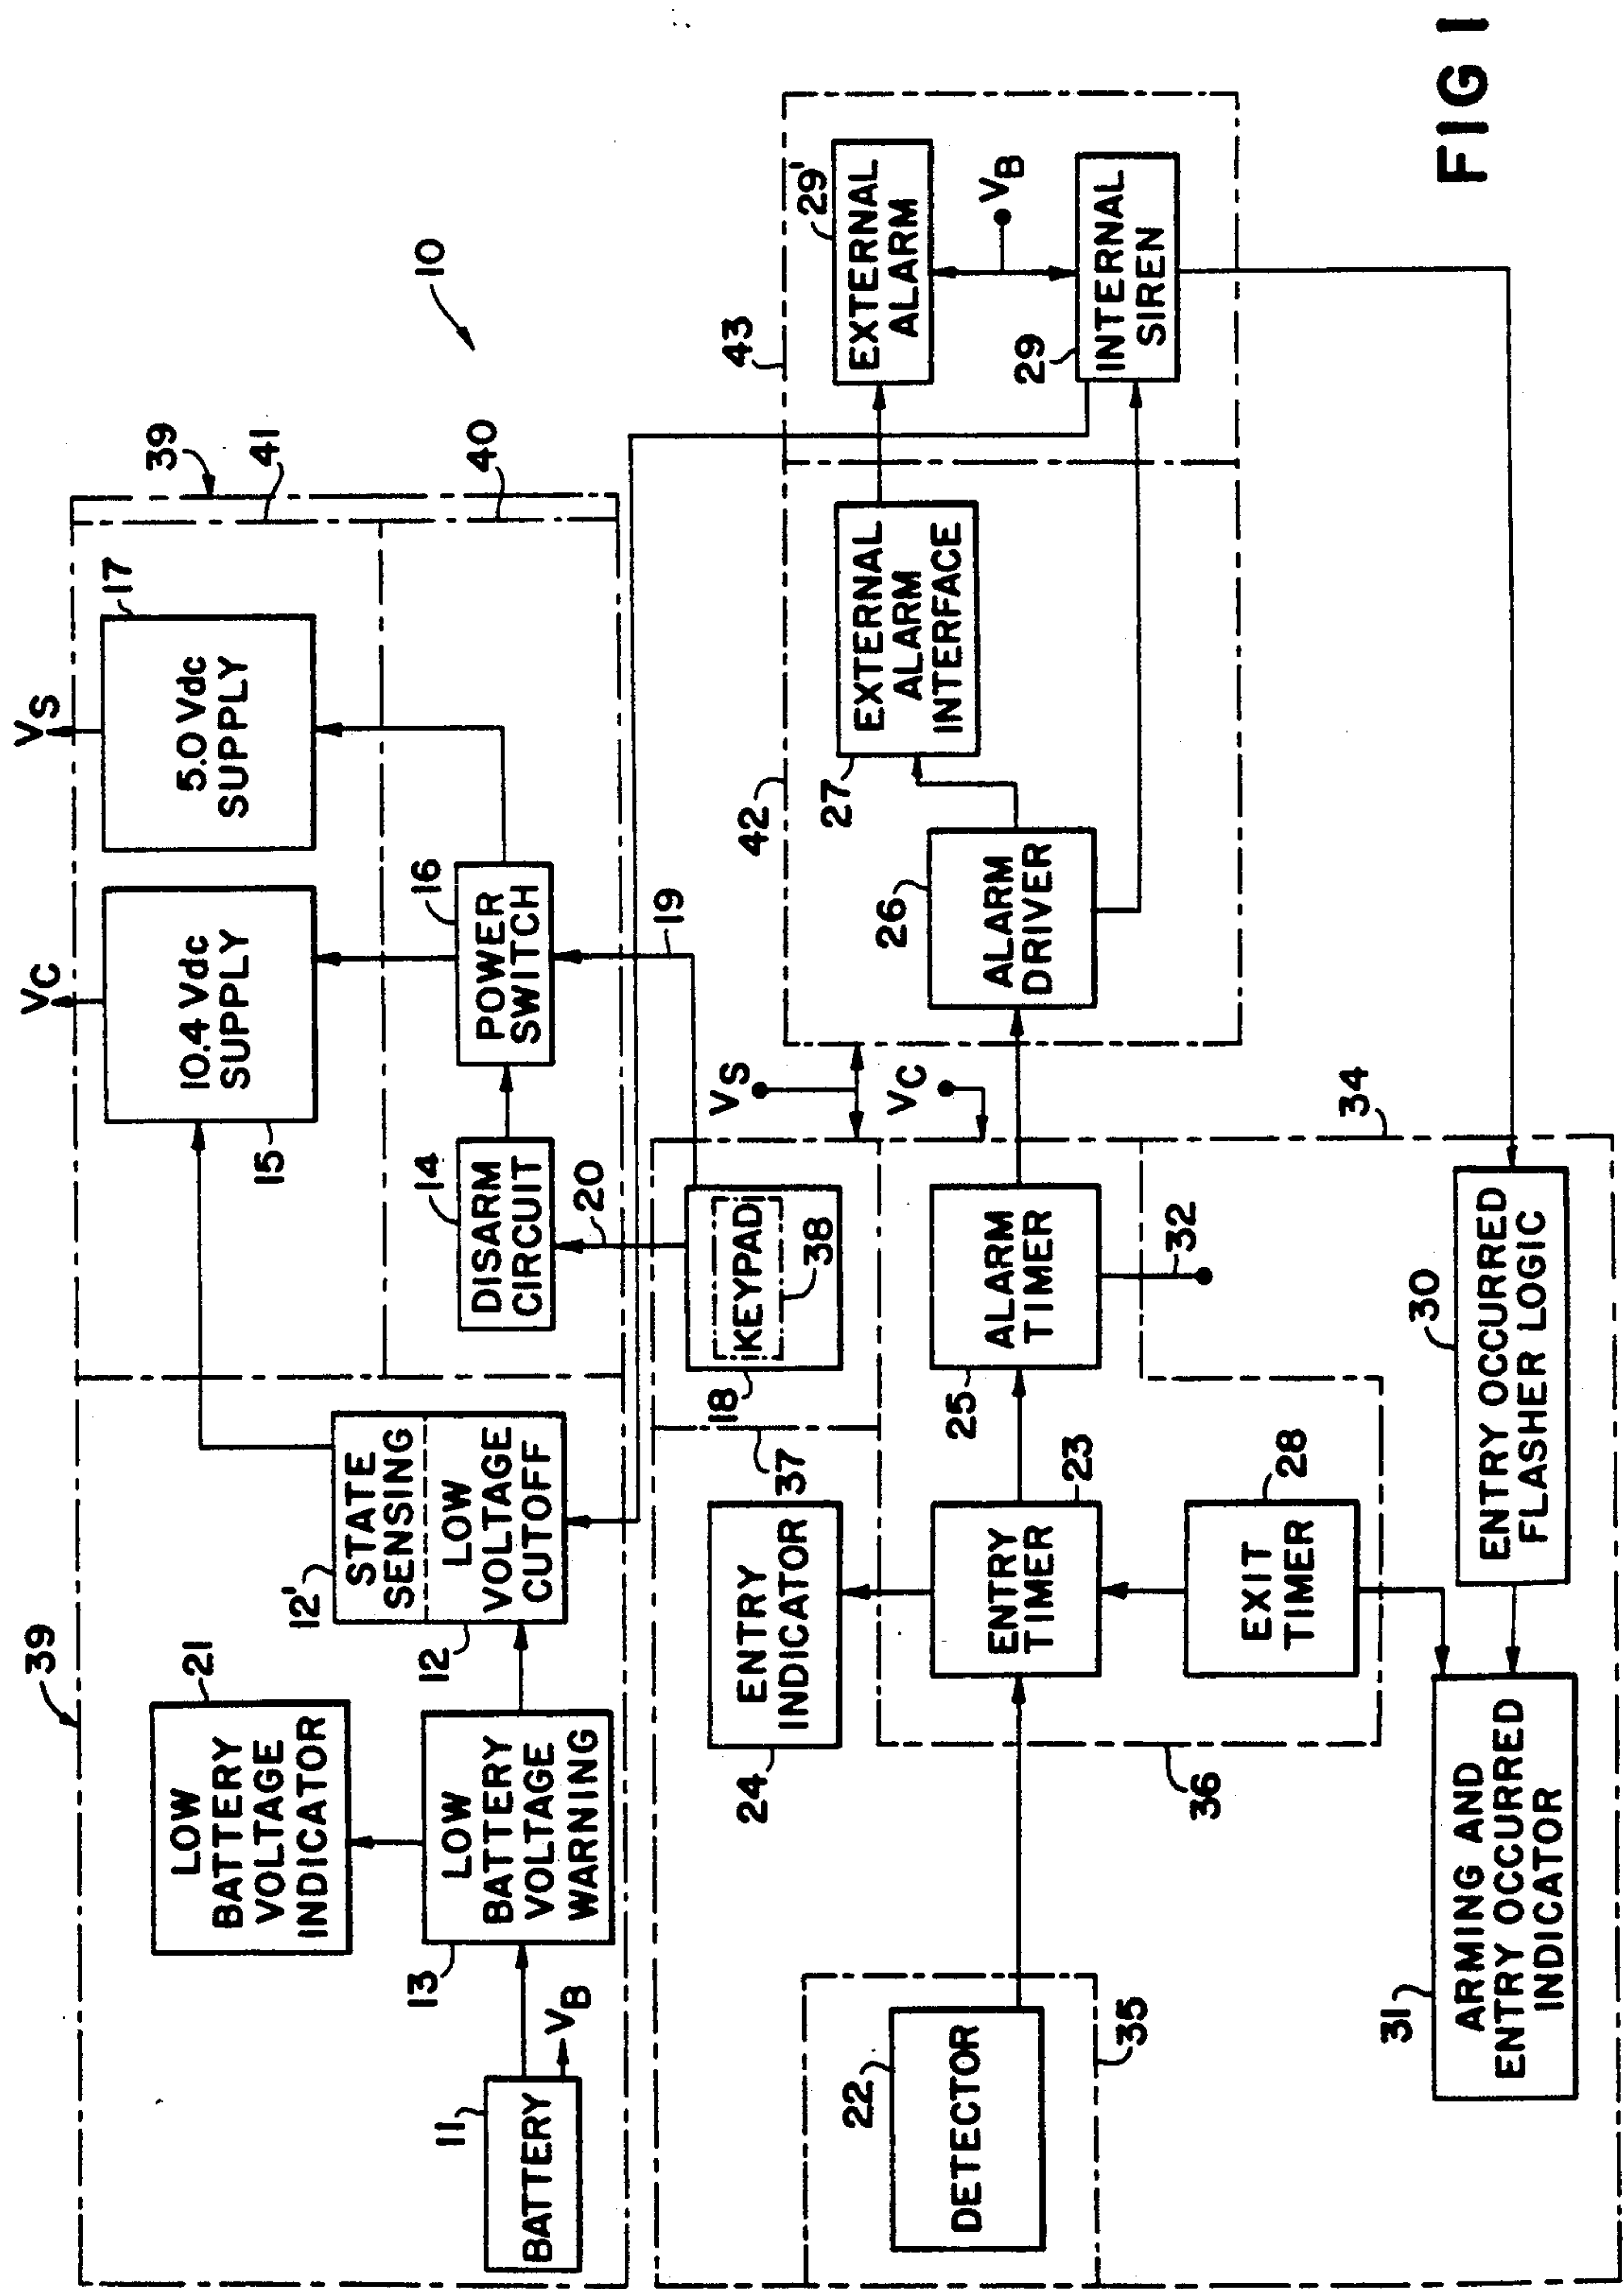 39
LOW
BATTERY
VOLTAGE
INDICATOR
21
LOW
BATTERY
VOLTAGE
WARNING
13
BATTERY
11
VB
STATE
SENSING
12'
LOW
VOLTAGE
CUTOFF
12
VC
10.4 Vdc
SUPPLY
15
VS
5.0 Vdc
SUPPLY
17
DISARM
CIRCUIT
14
POWER
SWITCH
16
39
41
40
10
20
19
KEYPAD
38
18
37
ENTRY
INDICATOR
24
DETECTOR
22
35
ENTRY
TIMER
23
EXIT
TIMER
28
36
ALARM
TIMER
25
32
VS
VC
34
ALARM
DRIVER
26
EXTERNAL
ALARM
INTERFACE
27
42
43
EXTERNAL
ALARM
29'
VB
INTERNAL
SIREN
29
ENTRY OCCURRED
FLASHER LOGIC
30
ARMING AND
ENTRY OCCURRED
INDICATOR
31
FIG 1